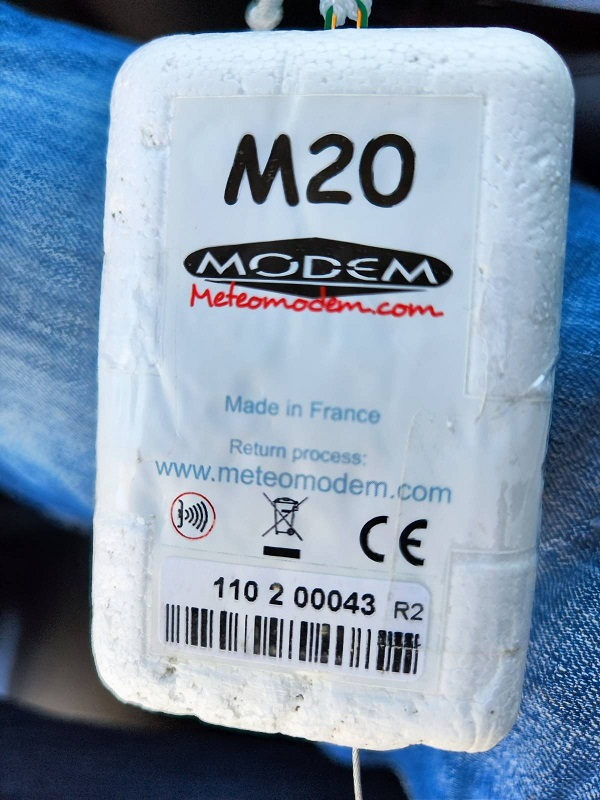 M20
MODEM
Meteomodem.com
Made in France
Return process:
www.meteomodem.com
CE
110 2 00043 R2